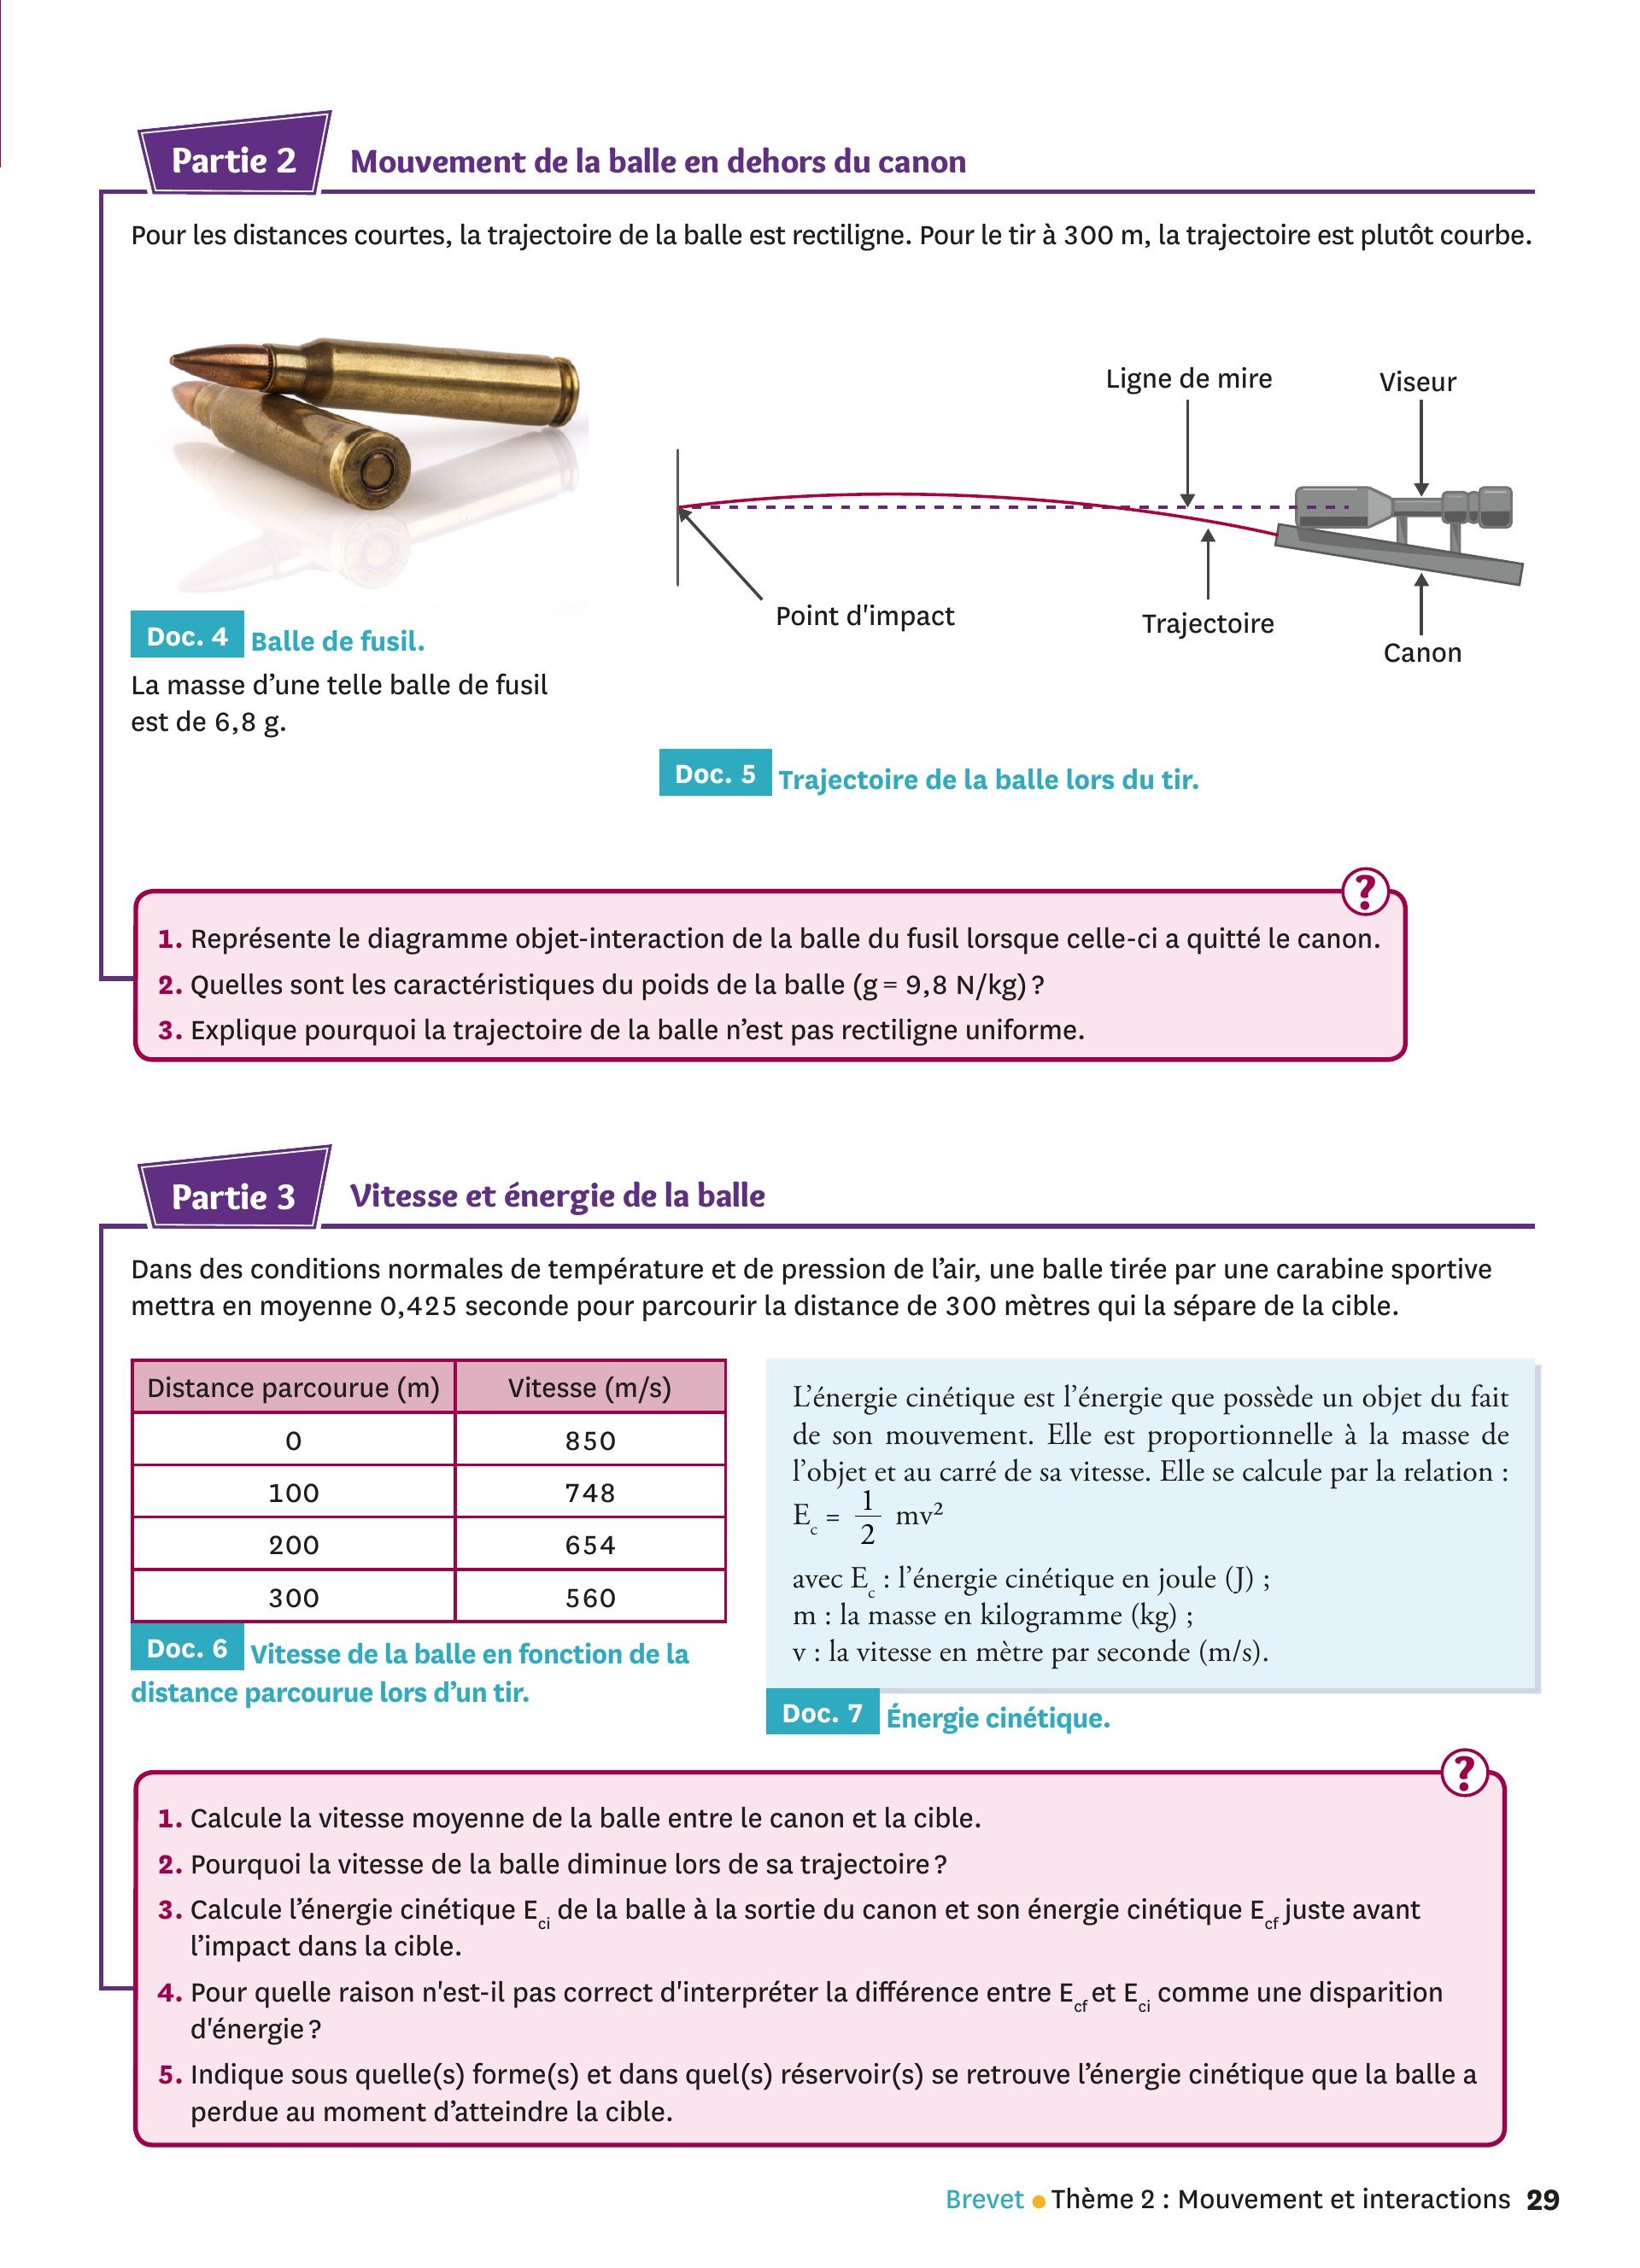 Partie 2
Mouvement de la balle en dehors du canon
Pour les distances courtes, la trajectoire de la balle est rectiligne. Pour le tir à 300 m, la trajectoire est plutôt courbe.
Ligne de mire
Viseur
Point d'impact
Trajectoire
Canon
Doc. 4 Balle de fusil.
La masse d’une telle balle de fusil
est de 6,8 g.
Doc. 5 Trajectoire de la balle lors du tir.
?
1. Représente le diagramme objet-interaction de la balle du fusil lorsque celle-ci a quitté le canon.
2. Quelles sont les caractéristiques du poids de la balle (g = 9,8 N/kg) ?
3. Explique pourquoi la trajectoire de la balle n’est pas rectiligne uniforme.
Partie 3
Vitesse et énergie de la balle
Dans des conditions normales de température et de pression de l’air, une balle tirée par une carabine sportive
mettra en moyenne 0,425 seconde pour parcourir la distance de 300 mètres qui la sépare de la cible.
Distance parcourue (m) Vitesse (m/s)
0 850
100 748
200 654
300 560
Doc. 6 Vitesse de la balle en fonction de la
distance parcourue lors d’un tir.
L’énergie cinétique est l’énergie que possède un objet du fait
de son mouvement. Elle est proportionnelle à la masse de
l’objet et au carré de sa vitesse. Elle se calcule par la relation :
Ec = 1/2 mv²
avec Ec : l’énergie cinétique en joule (J) ;
m : la masse en kilogramme (kg) ;
v : la vitesse en mètre par seconde (m/s).
Doc. 7 Énergie cinétique.
?
1. Calcule la vitesse moyenne de la balle entre le canon et la cible.
2. Pourquoi la vitesse de la balle diminue lors de sa trajectoire ?
3. Calcule l’énergie cinétique Eci de la balle à la sortie du canon et son énergie cinétique Ecf juste avant
l’impact dans la cible.
4. Pour quelle raison n'est-il pas correct d'interpréter la différence entre Ecf et Eci comme une disparition
d'énergie ?
5. Indique sous quelle(s) forme(s) et dans quel(s) réservoir(s) se retrouve l’énergie cinétique que la balle a
perdue au moment d’atteindre la cible.
Brevet • Thème 2 : Mouvement et interactions 29